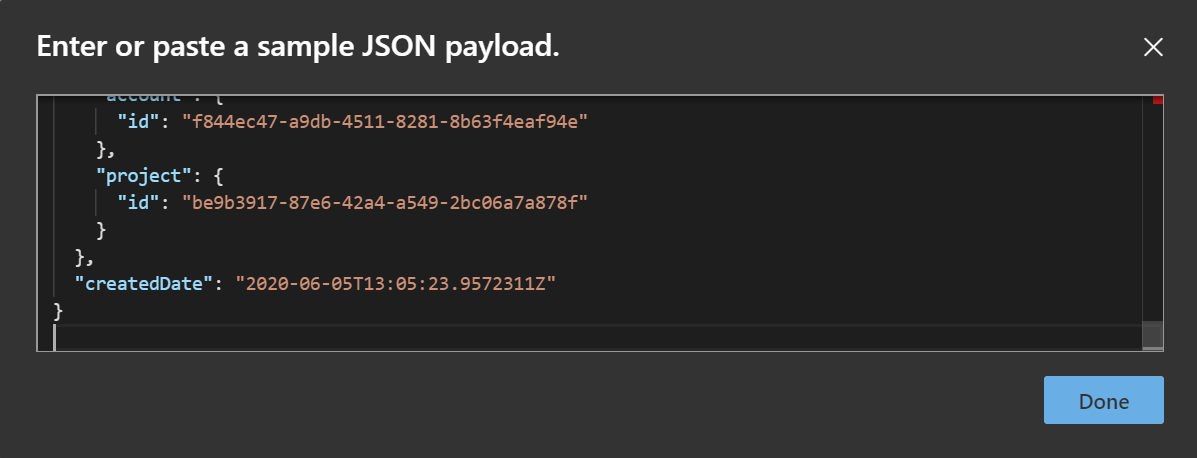 Enter or paste a sample JSON payload.
"account": {
"id": "f844ec47-a9db-4511-8281-8b63f4eaf94e"
},
"project": {
"id": "be9b3917-87e6-42a4-a549-2bc06a7a878f"
}
},
"createdDate": "2020-06-05T13:05:23.9572311Z"
}
Done